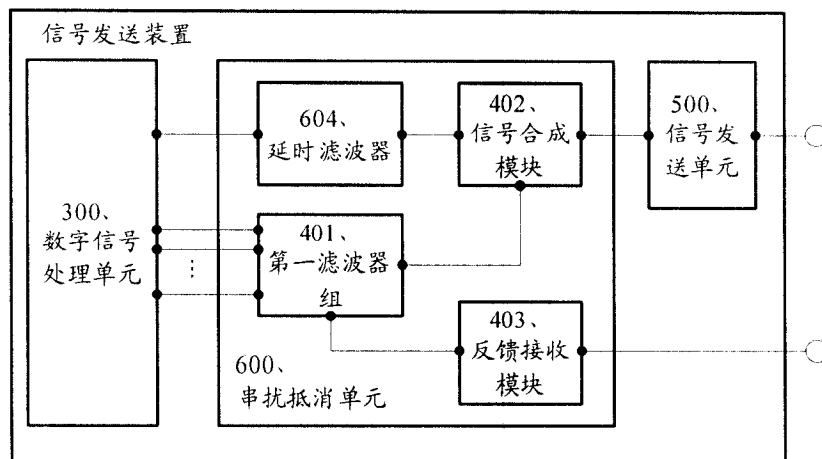 信号发送装置
300、
数字信号
处理单元
604、
延时滤波器
402、
信号合成
模块
500、
信号发
送单元
401、
第一滤波器
组
403、
反馈接收
模块
600、
串扰抵消单元